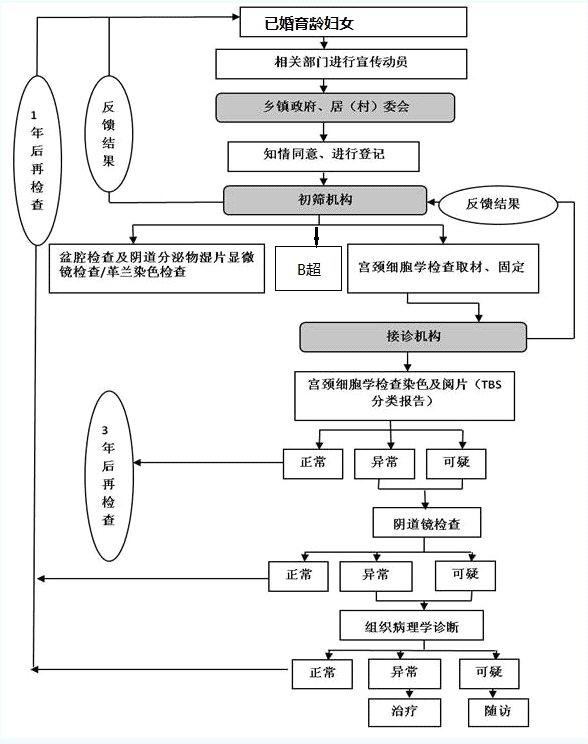 已婚育龄妇女
相关部门进行宣传动员
乡镇政府、居（村）委会
知情同意、进行登记
初筛机构
反馈结果
反馈结果
1年后再检查
盆腔检查及阴道分泌物湿片显微
镜检查/革兰染色检查
B超
宫颈细胞学检查取材、固定
接诊机构
宫颈细胞学检查染色及阅片（TBS
分类报告）
3年后再检查
正常
异常
可疑
阴道镜检查
正常
异常
可疑
组织病理学诊断
正常
异常
可疑
治疗
随访